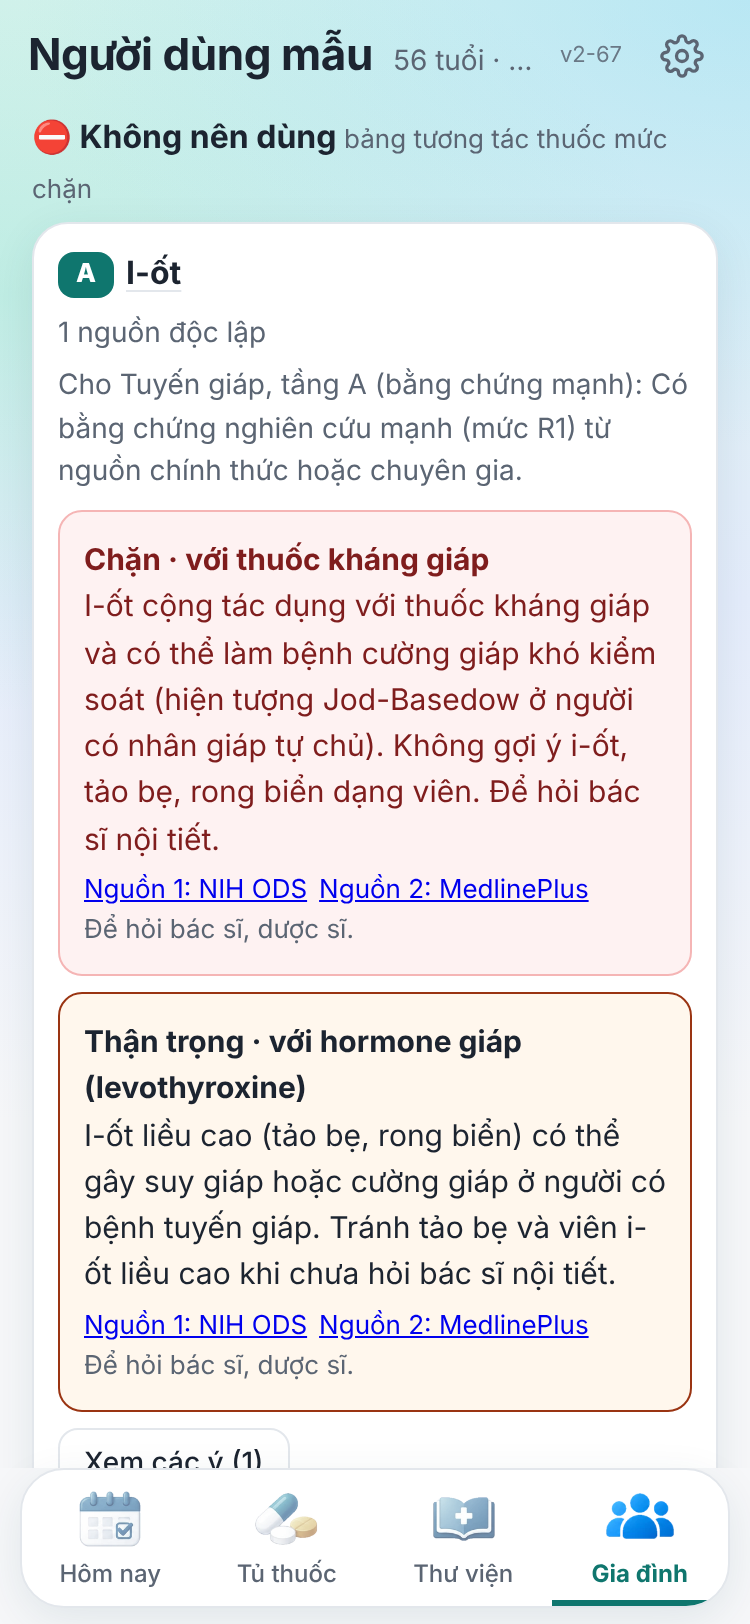 Người dùng mẫu 56 tuổi · ... v2-67
Không nên dùng bảng tương tác thuốc mức
chặn
A I-ốt
1 nguồn độc lập
Cho Tuyến giáp, tầng A (bằng chứng mạnh): Có
bằng chứng nghiên cứu mạnh (mức R1) từ
nguồn chính thức hoặc chuyên gia.
Chặn · với thuốc kháng giáp
I-ốt cộng tác dụng với thuốc kháng giáp
và có thể làm bệnh cường giáp khó kiểm
soát (hiện tượng Jod-Basedow ở người
có nhân giáp tự chủ). Không gợi ý i-ốt,
tảo bẹ, rong biển dạng viên. Để hỏi bác
sĩ nội tiết.
Nguồn 1: NIH ODS Nguồn 2: MedlinePlus
Để hỏi bác sĩ, dược sĩ.
Thận trọng · với hormone giáp
(levothyroxine)
I-ốt liều cao (tảo bẹ, rong biển) có thể
gây suy giáp hoặc cường giáp ở người có
bệnh tuyến giáp. Tránh tảo bẹ và viên i-
ốt liều cao khi chưa hỏi bác sĩ nội tiết.
Nguồn 1: NIH ODS Nguồn 2: MedlinePlus
Để hỏi bác sĩ, dược sĩ.
Xem các ý (1)
Hôm nay Tủ thuốc Thư viện Gia đình